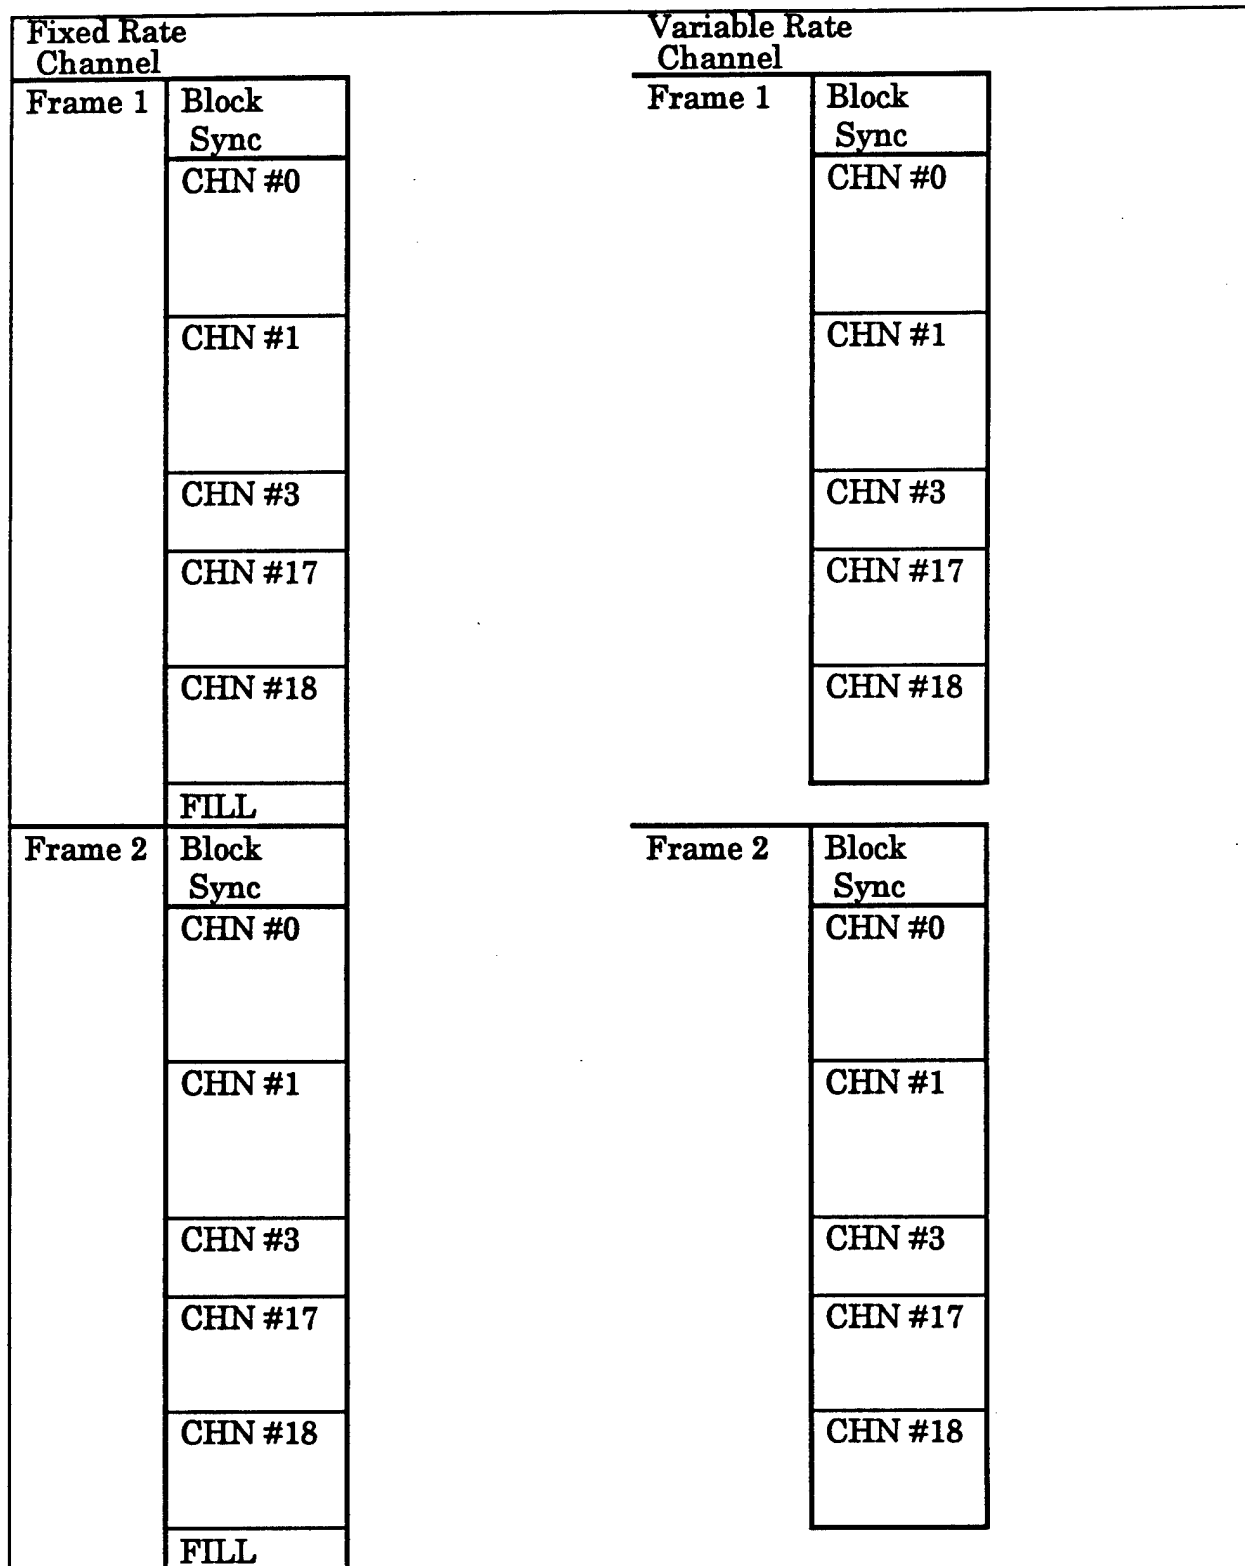 Fixed Rate
Channel
Frame 1
Block
Sync
CHN #0
CHN #1
CHN #3
CHN #17
CHN #18
FILL
Frame 2
Block
Sync
CHN #0
CHN #1
CHN #3
CHN #17
CHN #18
FILL
Variable Rate
Channel
Frame 1
Block
Sync
CHN #0
CHN #1
CHN #3
CHN #17
CHN #18
Frame 2
Block
Sync
CHN #0
CHN #1
CHN #3
CHN #17
CHN #18